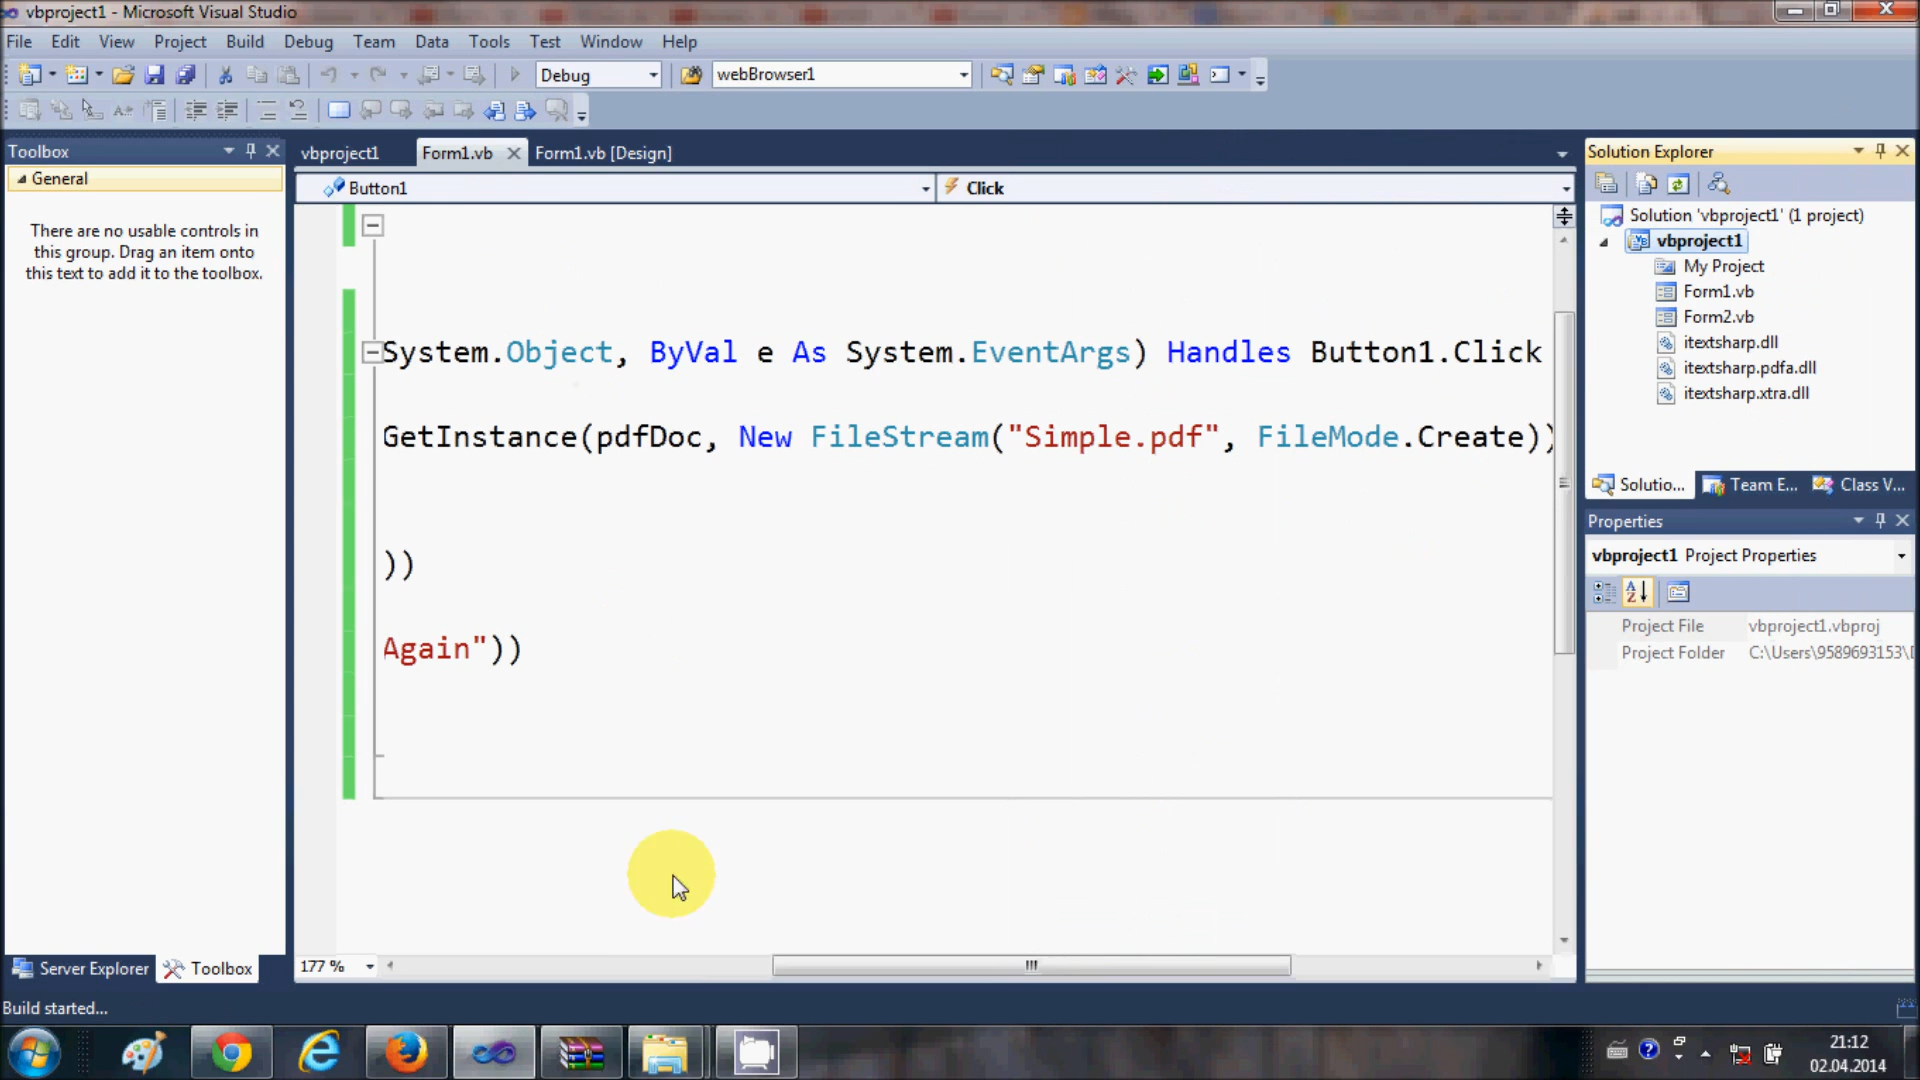 vbproject1 - Microsoft Visual Studio
File Edit View Project Build Debug Team Data Tools Test Window Help
Debug webBrowser1
Toolbox
General
There are no usable controls in
this group. Drag an item onto
this text to add it to the toolbox.
Server Explorer Toolbox
vbproject1 Form1.vb Form1.vb [Design]
Button1 Click
System.Object, ByVal e As System.EventArgs) Handles Button1.Click
GetInstance(pdfDoc, New FileStream("Simple.pdf", FileMode.Create))
))
Again"))
177 %
Solution Explorer
Solution 'vbproject1' (1 project)
vbproject1
My Project
Form1.vb
Form2.vb
itextsharp.dll
itextsharp.pdfa.dll
itextsharp.xtra.dll
Solutio... Team E... Class V...
Properties
vbproject1 Project Properties
Project File vbproject1.vbproj
Project Folder C:\Users\9589693153\
Build started...
21:12
02.04.2014